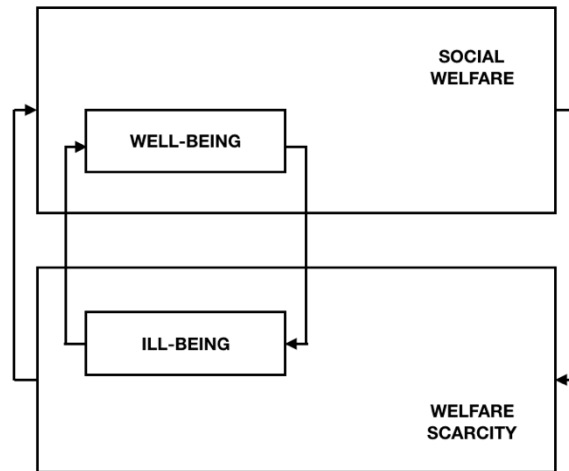 SOCIAL
WELFARE
WELL-BEING
ILL-BEING
WELFARE
SCARCITY